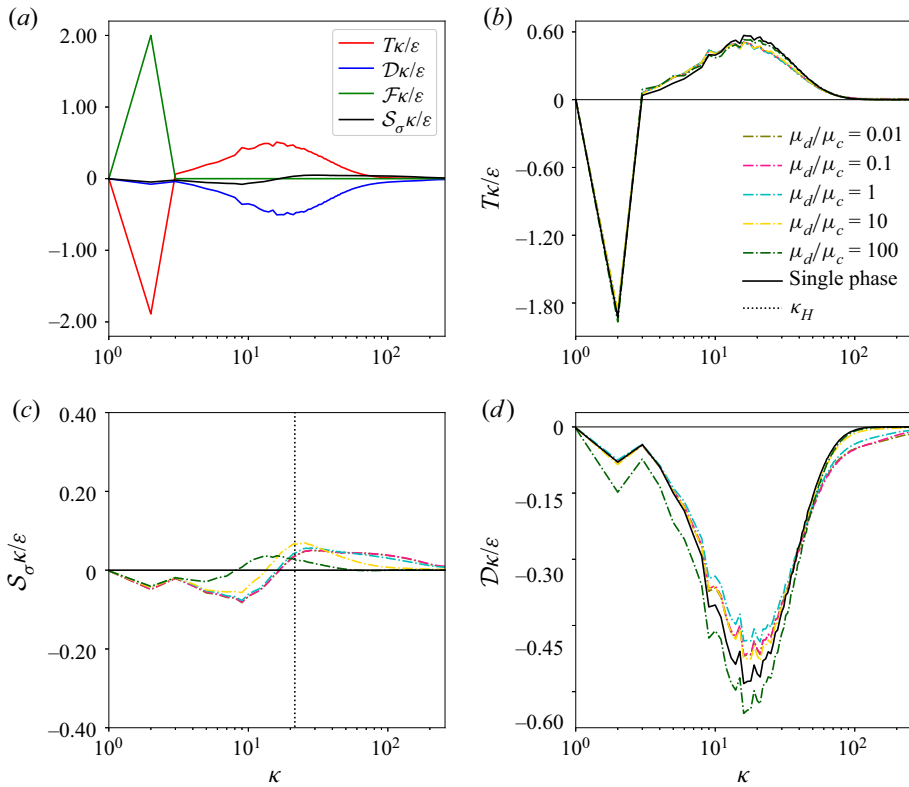 (a)
2.00
1.00
0
−1.00
−2.00
10⁰
10¹
10²
Tκ/ε
𝒟κ/ε
ℱκ/ε
𝒮σκ/ε
(b)
Tκ/ε
0.60
0
−0.60
−1.20
−1.80
10⁰
10¹
10²
μd/μc = 0.01
μd/μc = 0.1
μd/μc = 1
μd/μc = 10
μd/μc = 100
Single phase
κH
(c)
𝒮σκ/ε
0.40
0.20
0
−0.20
−0.40
10⁰
10¹
10²
κ
(d)
𝒟κ/ε
0
−0.15
−0.30
−0.45
−0.60
10⁰
10¹
10²
κ